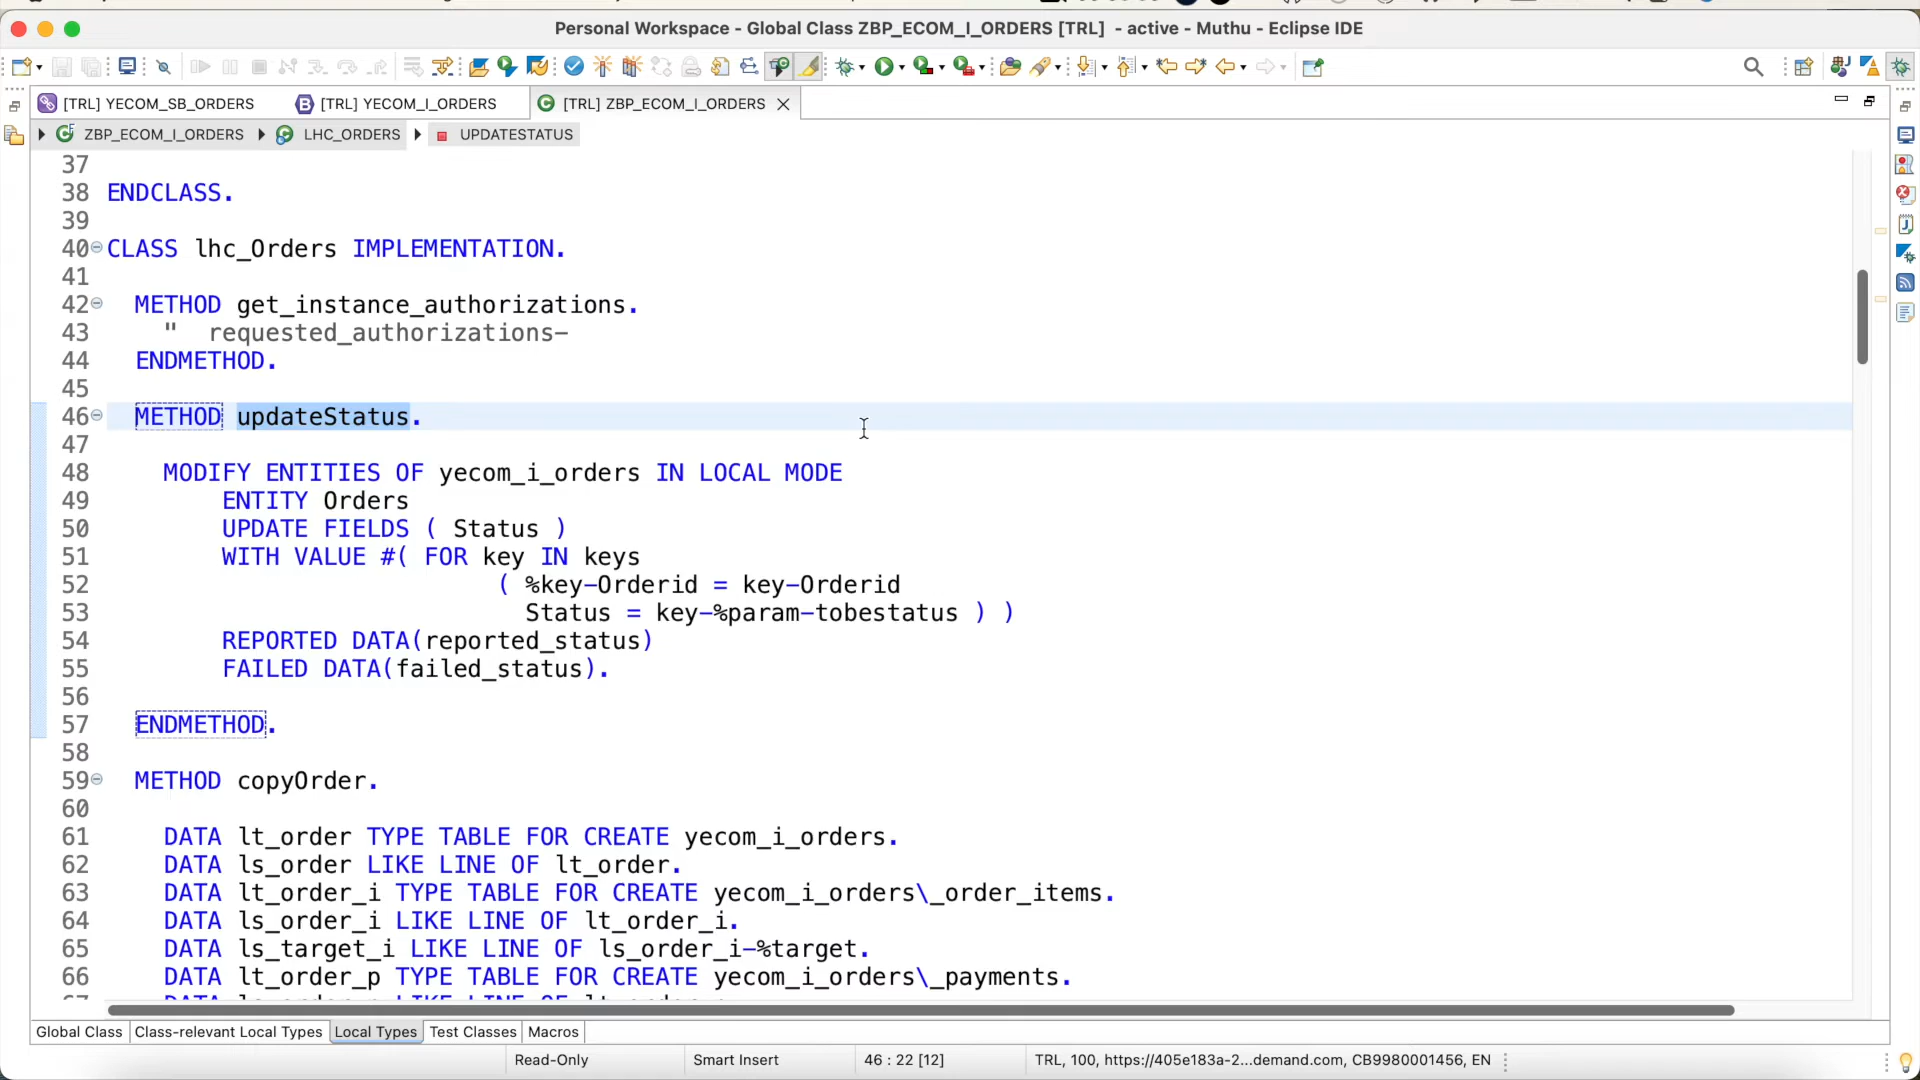 Personal Workspace - Global Class ZBP_ECOM_I_ORDERS [TRL] - active - Muthu - Eclipse IDE
[TRL] YECOM_SB_ORDERS [TRL] YECOM_I_ORDERS [TRL] ZBP_ECOM_I_ORDERS
ZBP_ECOM_I_ORDERS LHC_ORDERS UPDATESTATUS
37
38 ENDCLASS.
39
40 CLASS lhc_Orders IMPLEMENTATION.
41
42 METHOD get_instance_authorizations.
43 " requested_authorizations-
44 ENDMETHOD.
45
46 METHOD updateStatus.
47
48 MODIFY ENTITIES OF yecom_i_orders IN LOCAL MODE
49 ENTITY Orders
50 UPDATE FIELDS ( Status )
51 WITH VALUE #( FOR key IN keys
52 ( %key-Orderid = key-Orderid
53 Status = key-%param-tobestatus ) )
54 REPORTED DATA(reported_status)
55 FAILED DATA(failed_status).
56
57 ENDMETHOD.
58
59 METHOD copyOrder.
60
61 DATA lt_order TYPE TABLE FOR CREATE yecom_i_orders.
62 DATA ls_order LIKE LINE OF lt_order.
63 DATA lt_order_i TYPE TABLE FOR CREATE yecom_i_orders\_order_items.
64 DATA ls_order_i LIKE LINE OF lt_order_i.
65 DATA ls_target_i LIKE LINE OF ls_order_i-%target.
66 DATA lt_order_p TYPE TABLE FOR CREATE yecom_i_orders\_payments.
Global Class Class-relevant Local Types Local Types Test Classes Macros
Read-Only Smart Insert 46 : 22 [12] TRL, 100, https://405e183a-2...demand.com, CB9980001456, EN